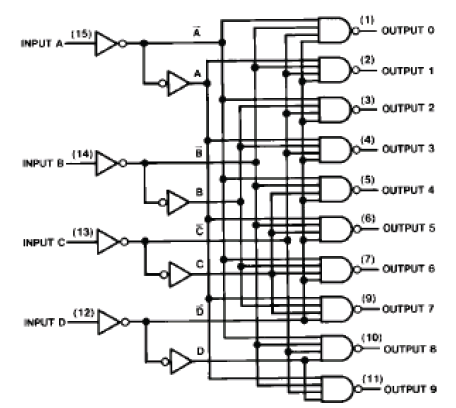 INPUT A (15) A̅ (1) OUTPUT 0
A (2) OUTPUT 1
(3) OUTPUT 2
INPUT B (14) B̅ (4) OUTPUT 3
B (5) OUTPUT 4
INPUT C (13) C̅ (6) OUTPUT 5
C (7) OUTPUT 6
INPUT D (12) D̅ (9) OUTPUT 7
D (10) OUTPUT 8
(11) OUTPUT 9